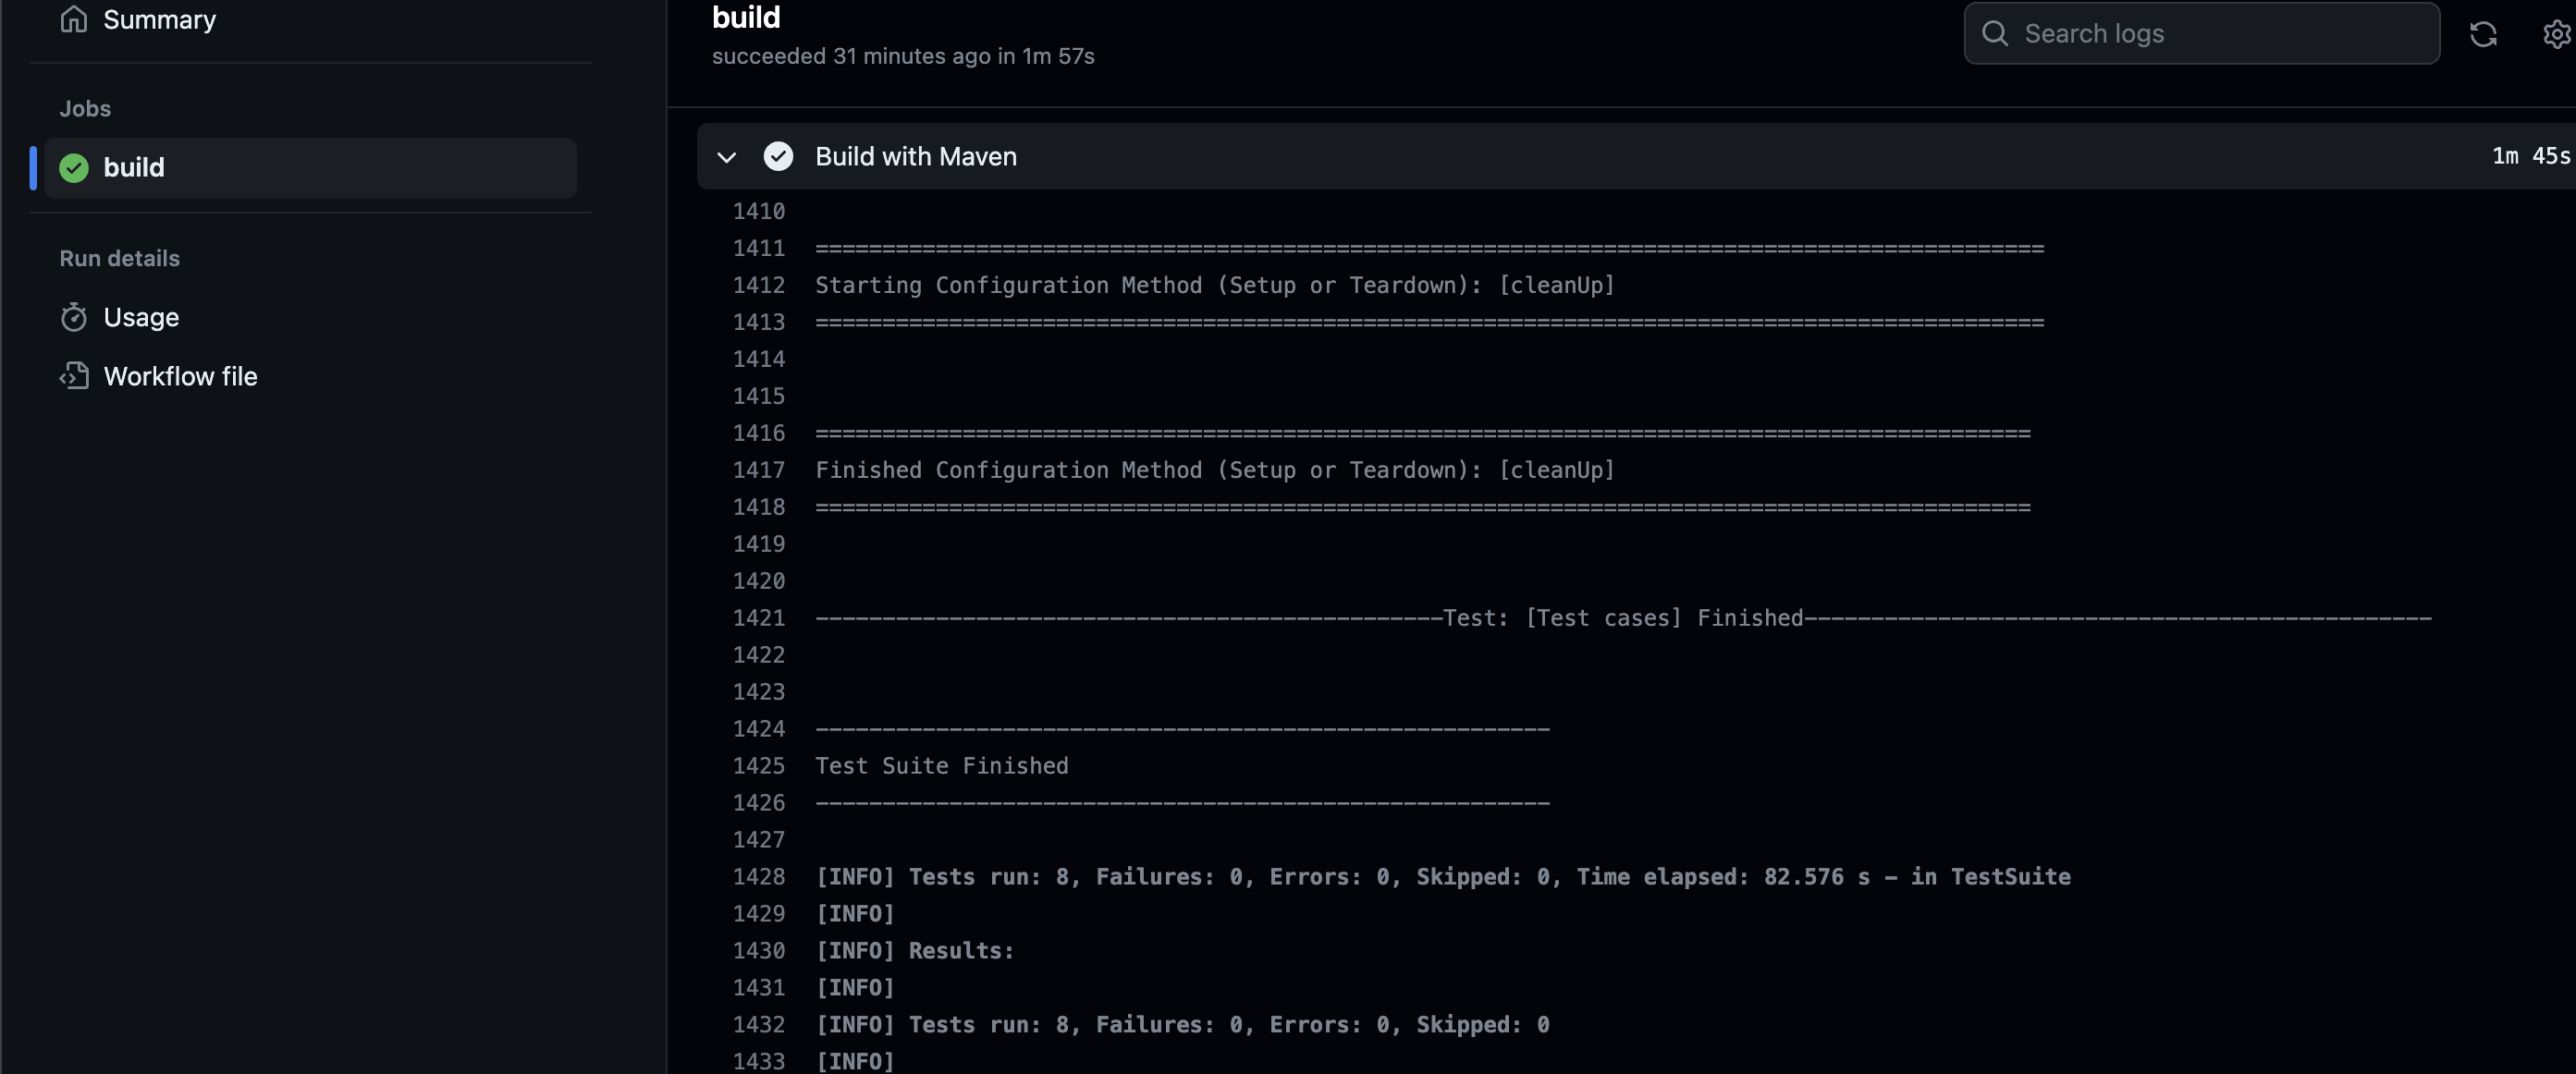 Summary
Jobs
build
Run details
Usage
Workflow file
build
succeeded 31 minutes ago in 1m 57s
Search logs
Build with Maven 1m 45s
1410
1411 ============================================================================================
1412 Starting Configuration Method (Setup or Teardown): [cleanUp]
1413 ============================================================================================
1414
1415
1416 ===========================================================================================
1417 Finished Configuration Method (Setup or Teardown): [cleanUp]
1418 ===========================================================================================
1419
1420
1421 -----------------------------------------------Test: [Test cases] Finished-----------------------------------------------
1422
1423
1424 -------------------------------------------------------
1425 Test Suite Finished
1426 -------------------------------------------------------
1427
1428 [INFO] Tests run: 8, Failures: 0, Errors: 0, Skipped: 0, Time elapsed: 82.576 s - in TestSuite
1429 [INFO]
1430 [INFO] Results:
1431 [INFO]
1432 [INFO] Tests run: 8, Failures: 0, Errors: 0, Skipped: 0
1433 [INFO]